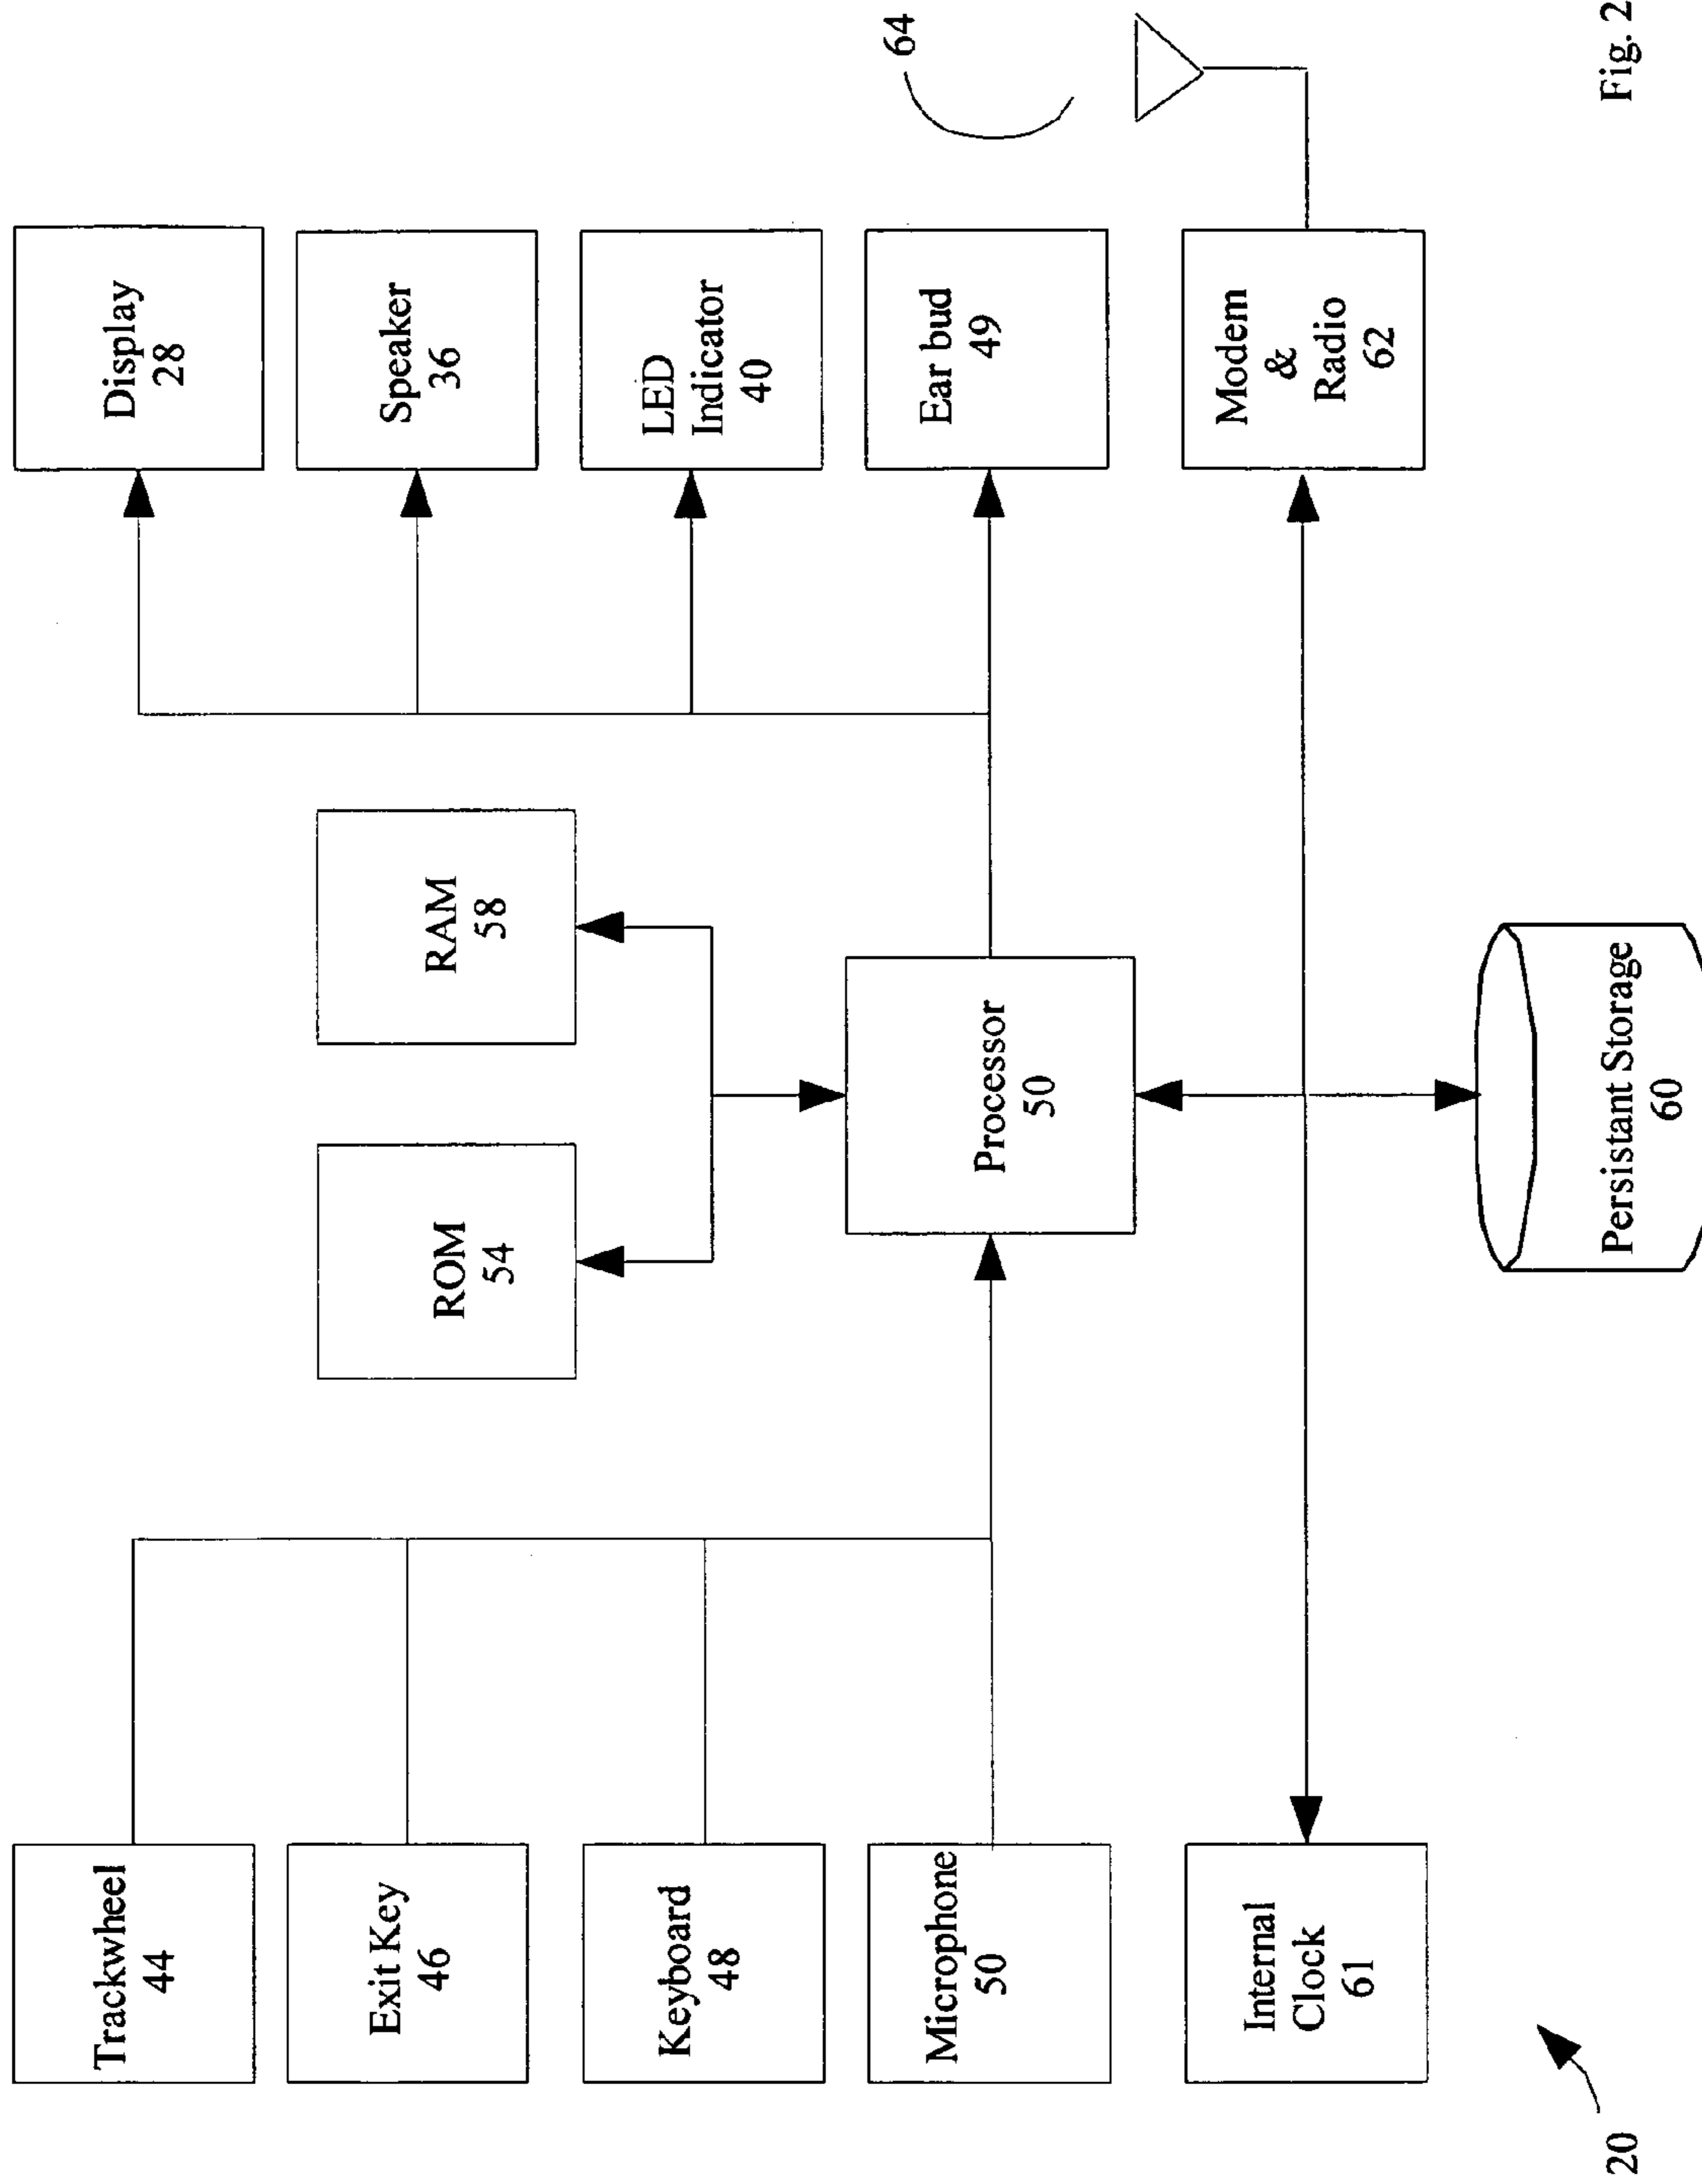 Trackwheel
44
Exit Key
46
Keyboard
48
Microphone
50
Internal
Clock
61
20
ROM
54
RAM
58
Processor
50
Persistant Storage
60
Display
28
Speaker
36
LED
Indicator
40
Ear bud
49
Modem
&
Radio
62
64
Fig. 2